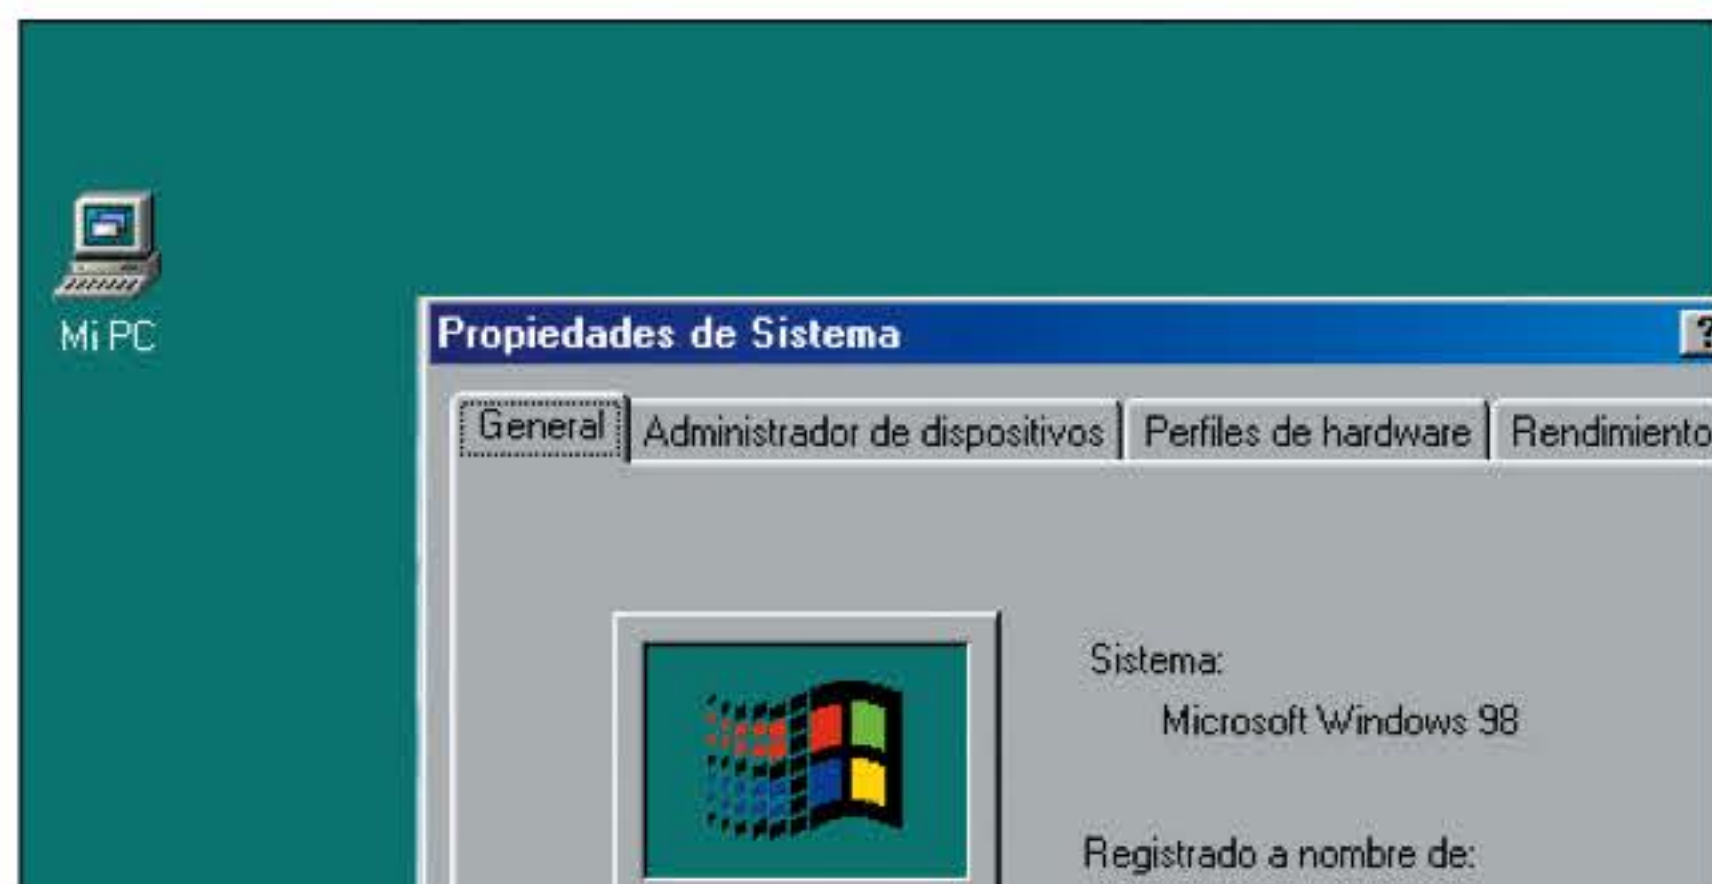 Mi PC
Propiedades de Sistema
?
General
Administrador de dispositivos
Perfiles de hardware
Rendimiento
Sistema:
Microsoft Windows 98
Registrado a nombre de: